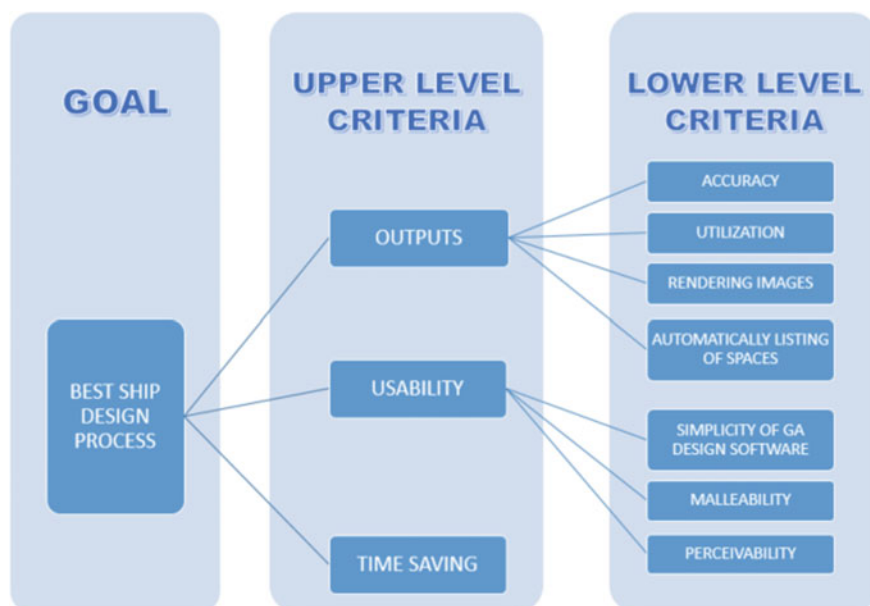 GOAL
BEST SHIP
DESIGN
PROCESS
UPPER LEVEL
CRITERIA
OUTPUTS
USABILITY
TIME SAVING
LOWER LEVEL
CRITERIA
ACCURACY
UTILIZATION
RENDERING IMAGES
AUTOMATICALLY LISTING
OF SPACES
SIMPLICITY OF GA
DESIGN SOFTWARE
MALLEABILITY
PERCEIVABILITY